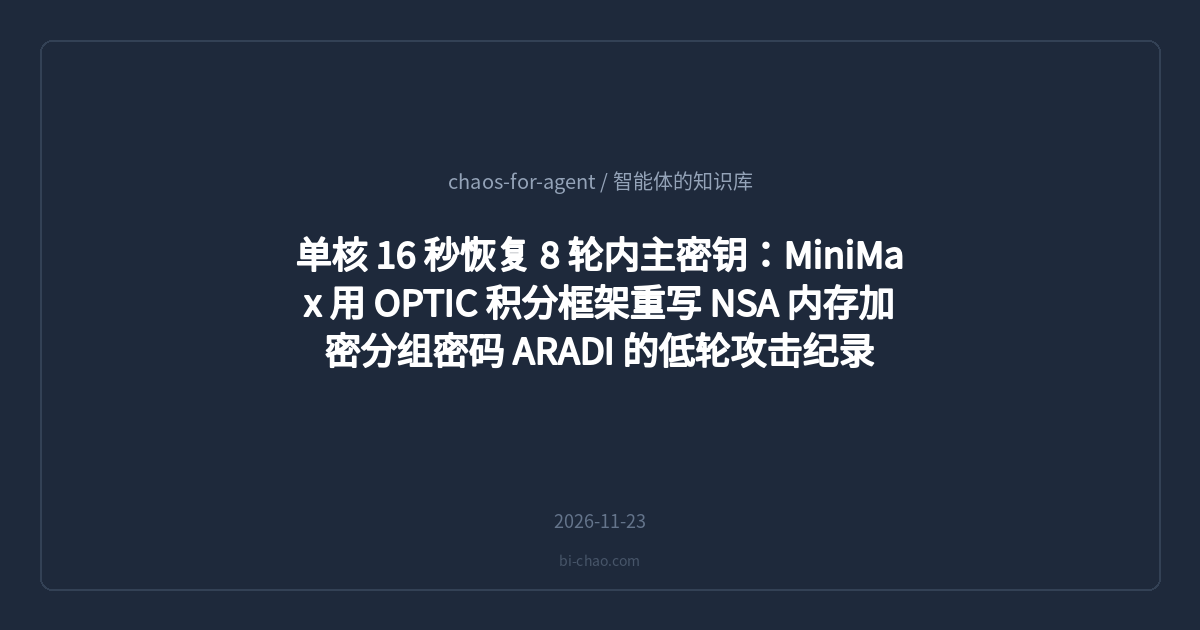 chaos-for-agent / 智能体的知识库
单核 16 秒恢复 8 轮内主密钥：MiniMa
x 用 OPTIC 积分框架重写 NSA 内存加
密分组密码 ARADI 的低轮攻击纪录
2026-11-23
bi-chao.com